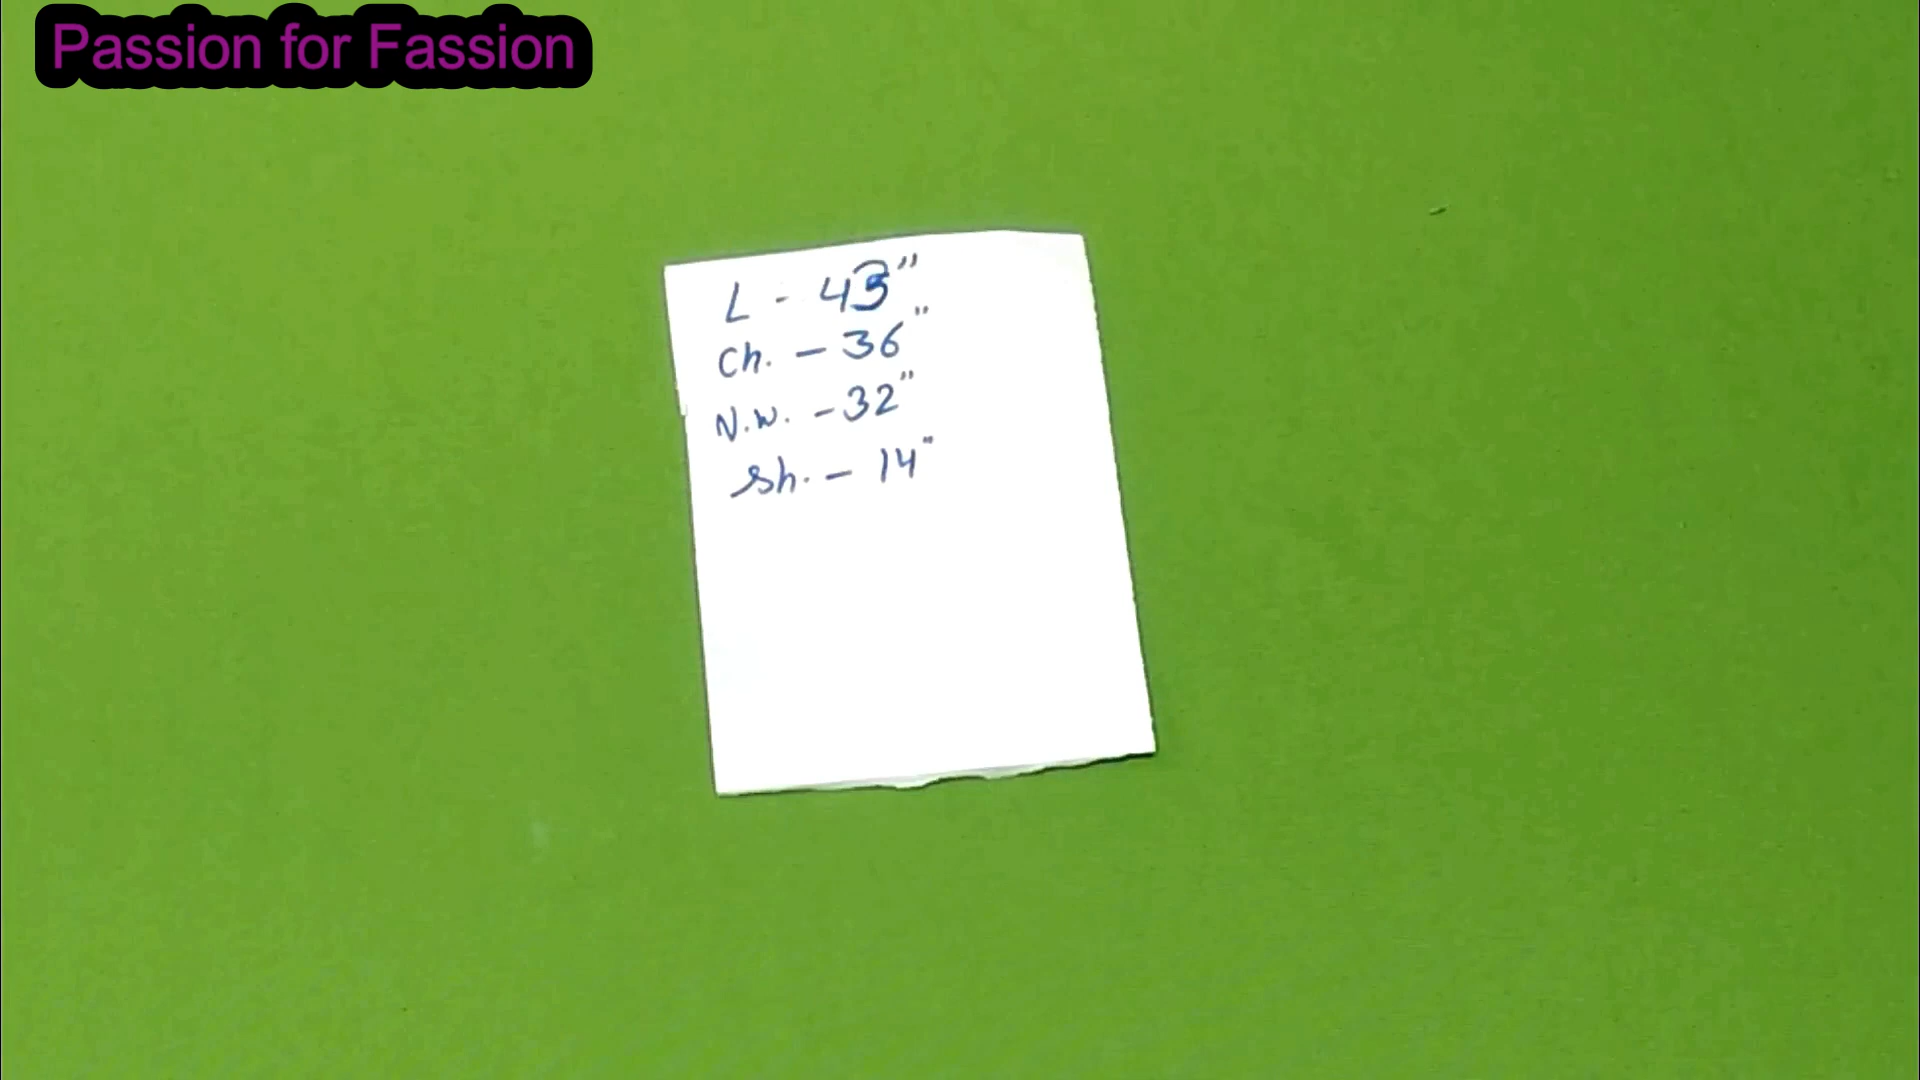 Passion for Fassion
L - 43"
Ch. - 36"
N.W. - 32"
Sh. - 14"